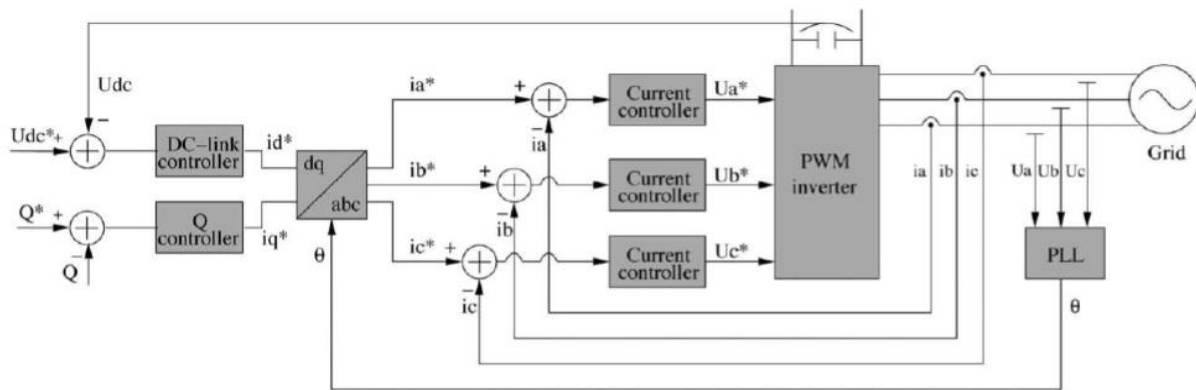 Udc
Udc*
+
−
DC−link
controller
id*
Q*
+
−
Q
Q
controller
iq*
dq
abc
θ
ia*
+
−
ia
ib*
+
−
ib
ic*
+
−
ic
Current
controller
Ua*
Current
controller
Ub*
Current
controller
Uc*
PWM
inverter
ia ib ic
Ua Ub Uc
Grid
PLL
θ